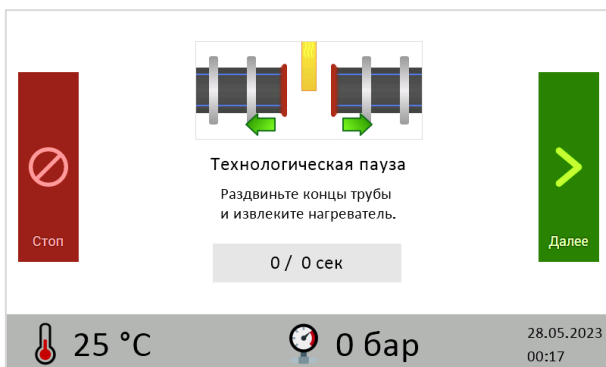 Технологическая пауза
Раздвиньте концы трубы
и извлеките нагреватель.
0 / 0 сек
Стоп
Далее
25 °C
0 бар
28.05.2023
00:17